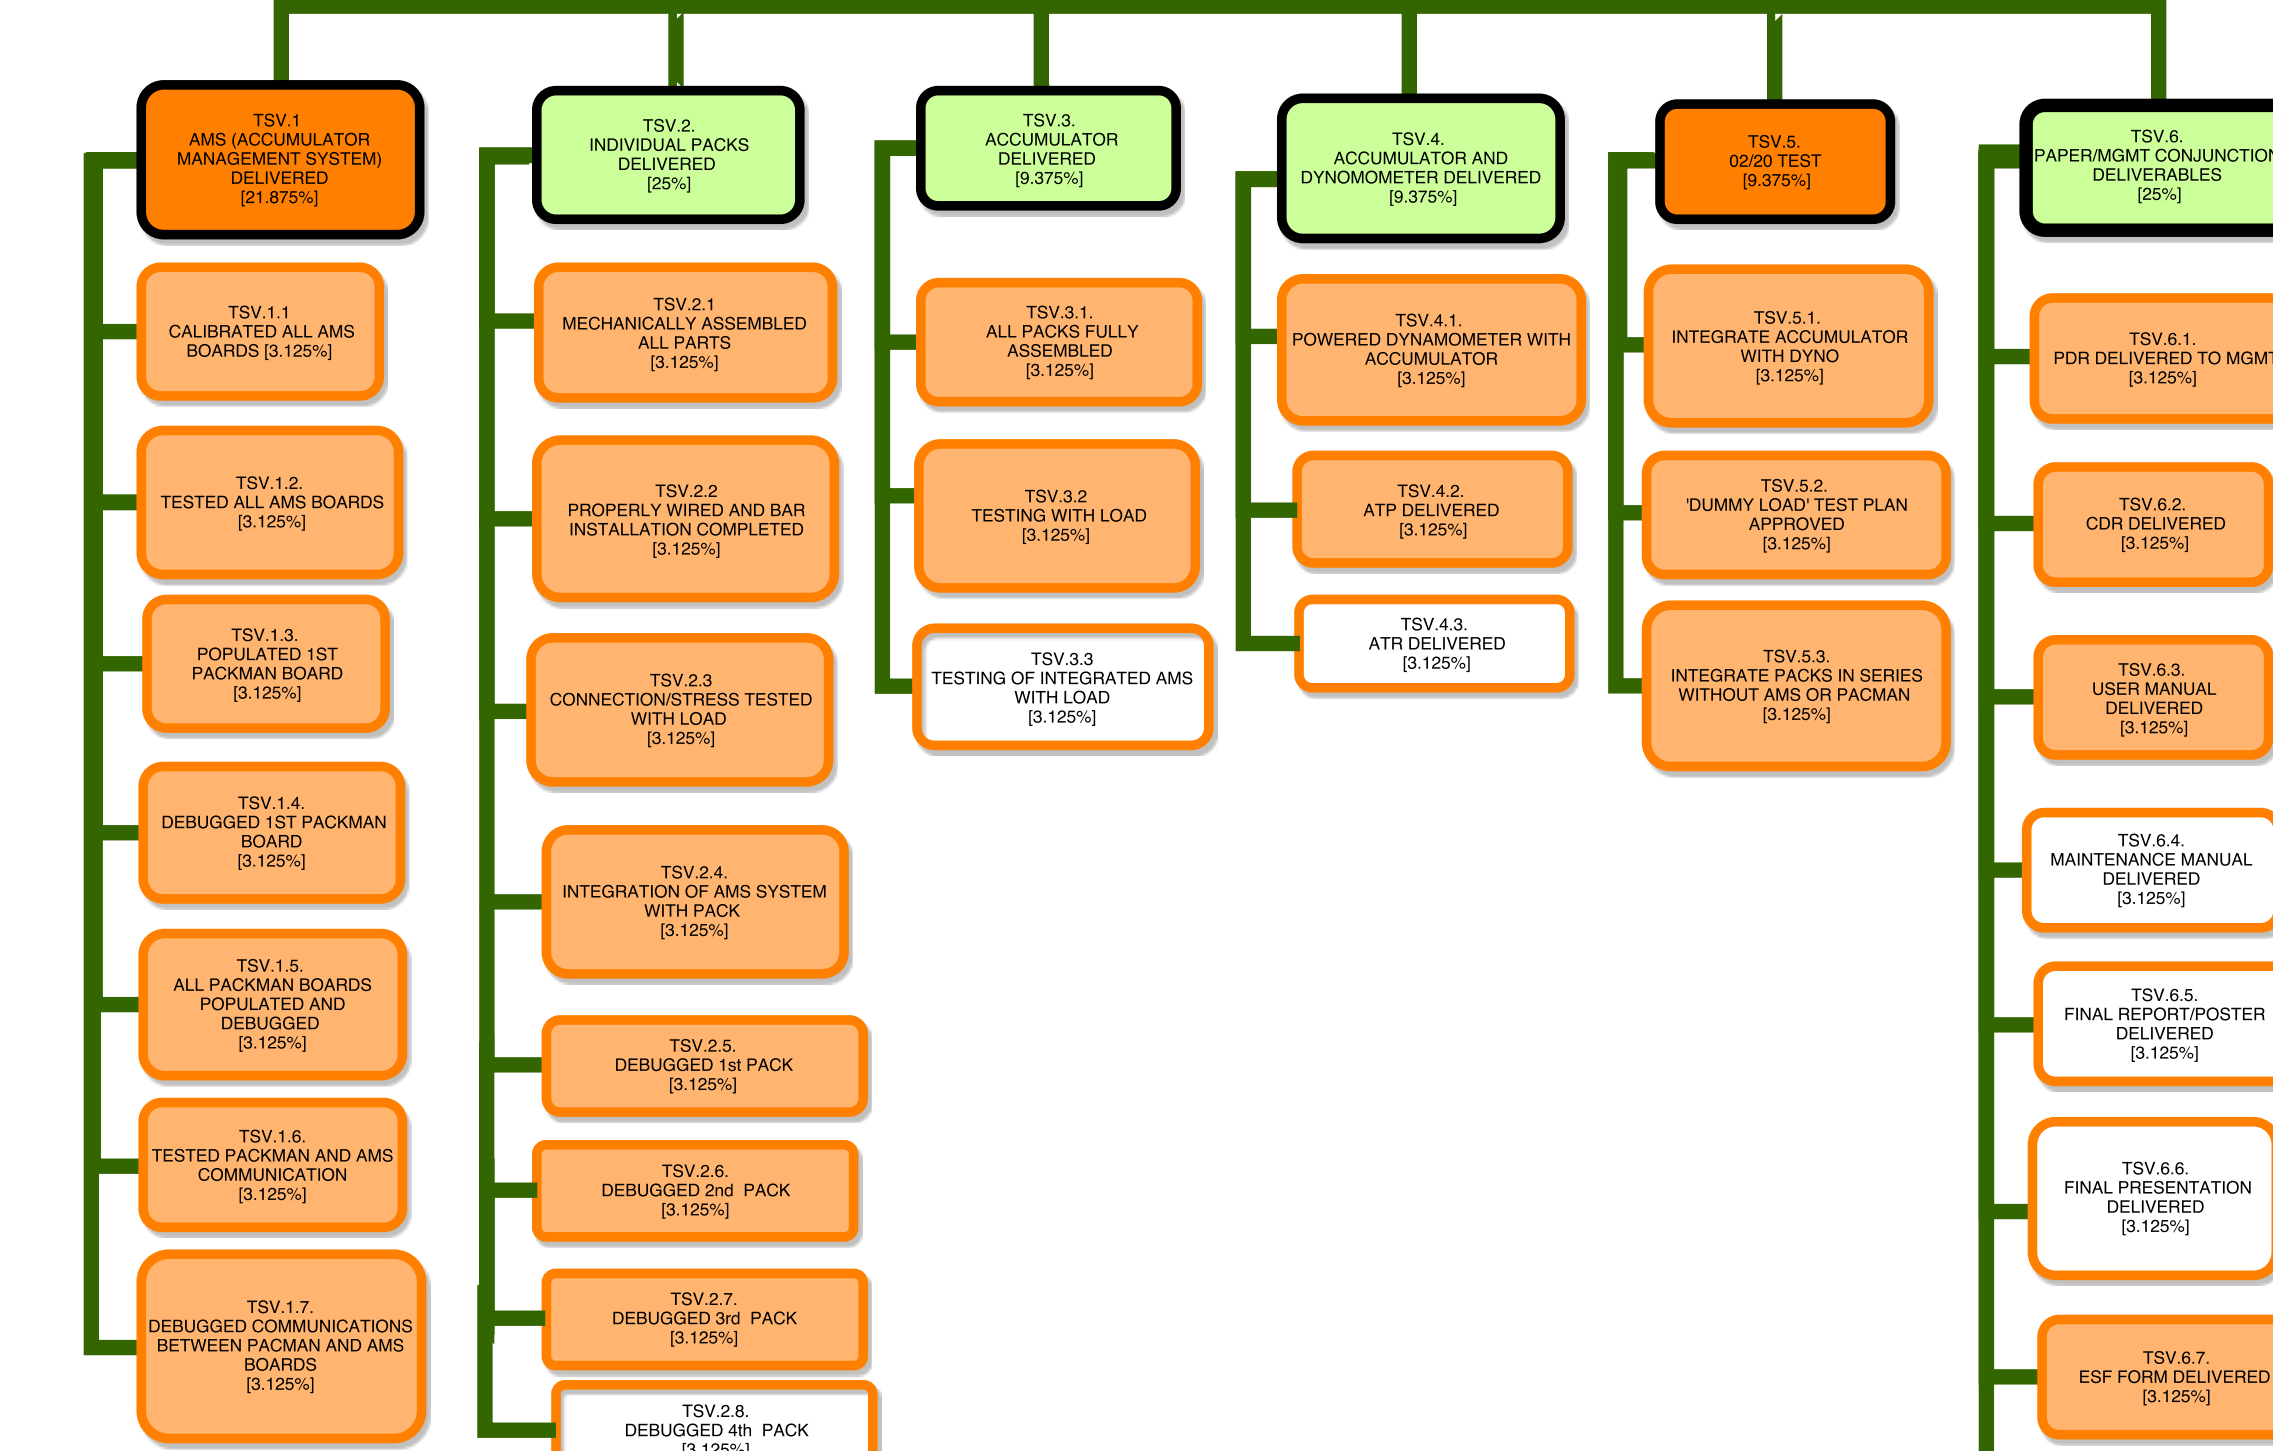 TSV.1
AMS (ACCUMULATOR
MANAGEMENT SYSTEM)
DELIVERED
[21.875%]
TSV.1.1
CALIBRATED ALL AMS
BOARDS [3.125%]
TSV.1.2.
TESTED ALL AMS BOARDS
[3.125%]
TSV.1.3.
POPULATED 1ST
PACKMAN BOARD
[3.125%]
TSV.1.4.
DEBUGGED 1ST PACKMAN
BOARD
[3.125%]
TSV.1.5.
ALL PACKMAN BOARDS
POPULATED AND
DEBUGGED
[3.125%]
TSV.1.6.
TESTED PACKMAN AND AMS
COMMUNICATION
[3.125%]
TSV.1.7.
DEBUGGED COMMUNICATIONS
BETWEEN PACMAN AND AMS
BOARDS
[3.125%]
TSV.2.
INDIVIDUAL PACKS
DELIVERED
[25%]
TSV.2.1
MECHANICALLY ASSEMBLED
ALL PARTS
[3.125%]
TSV.2.2
PROPERLY WIRED AND BAR
INSTALLATION COMPLETED
[3.125%]
TSV.2.3
CONNECTION/STRESS TESTED
WITH LOAD
[3.125%]
TSV.2.4.
INTEGRATION OF AMS SYSTEM
WITH PACK
[3.125%]
TSV.2.5.
DEBUGGED 1st PACK
[3.125%]
TSV.2.6.
DEBUGGED 2nd PACK
[3.125%]
TSV.2.7.
DEBUGGED 3rd PACK
[3.125%]
TSV.2.8.
DEBUGGED 4th PACK
[3.125%]
TSV.3.
ACCUMULATOR
DELIVERED
[9.375%]
TSV.3.1.
ALL PACKS FULLY
ASSEMBLED
[3.125%]
TSV.3.2
TESTING WITH LOAD
[3.125%]
TSV.3.3
TESTING OF INTEGRATED AMS
WITH LOAD
[3.125%]
TSV.4.
ACCUMULATOR AND
DYNOMOMETER DELIVERED
[9.375%]
TSV.4.1.
POWERED DYNAMOMETER WITH
ACCUMULATOR
[3.125%]
TSV.4.2.
ATP DELIVERED
[3.125%]
TSV.4.3.
ATR DELIVERED
[3.125%]
TSV.5.
02/20 TEST
[9.375%]
TSV.5.1.
INTEGRATE ACCUMULATOR
WITH DYNO
[3.125%]
TSV.5.2.
'DUMMY LOAD' TEST PLAN
APPROVED
[3.125%]
TSV.5.3.
INTEGRATE PACKS IN SERIES
WITHOUT AMS OR PACMAN
[3.125%]
TSV.6.
PAPER/MGMT CONJUNCTION
DELIVERABLES
[25%]
TSV.6.1.
PDR DELIVERED TO MGMT
[3.125%]
TSV.6.2.
CDR DELIVERED
[3.125%]
TSV.6.3.
USER MANUAL
DELIVERED
[3.125%]
TSV.6.4.
MAINTENANCE MANUAL
DELIVERED
[3.125%]
TSV.6.5.
FINAL REPORT/POSTER
DELIVERED
[3.125%]
TSV.6.6.
FINAL PRESENTATION
DELIVERED
[3.125%]
TSV.6.7.
ESF FORM DELIVERED
[3.125%]